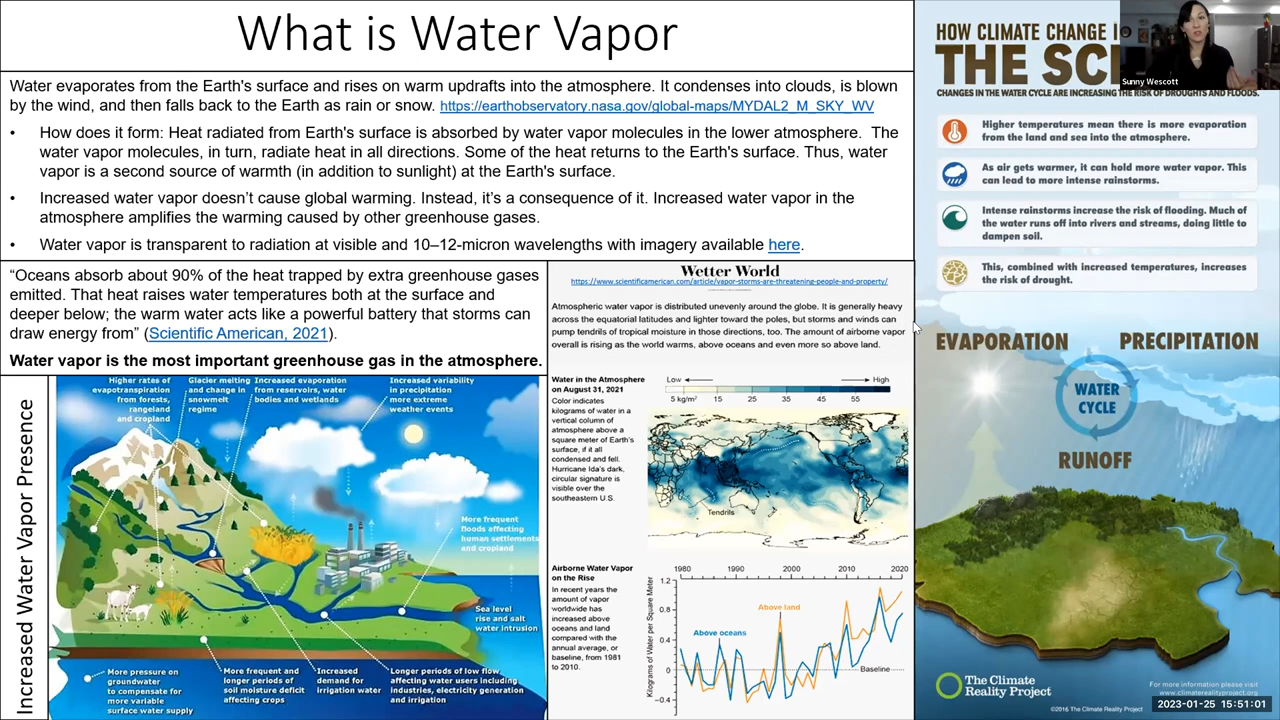 What is Water Vapor
Water evaporates from the Earth's surface and rises on warm updrafts into the atmosphere. It condenses into clouds, is blown
by the wind, and then falls back to the Earth as rain or snow. https://earthobservatory.nasa.gov/global-maps/MYDAL2_M_SKY_WV
• How does it form: Heat radiated from Earth's surface is absorbed by water vapor molecules in the lower atmosphere. The
water vapor molecules, in turn, radiate heat in all directions. Some of the heat returns to the Earth's surface. Thus, water
vapor is a second source of warmth (in addition to sunlight) at the Earth's surface.
• Increased water vapor doesn't cause global warming. Instead, it's a consequence of it. Increased water vapor in the
atmosphere amplifies the warming caused by other greenhouse gases.
• Water vapor is transparent to radiation at visible and 10–12-micron wavelengths with imagery available here.
“Oceans absorb about 90% of the heat trapped by extra greenhouse gases
emitted. That heat raises water temperatures both at the surface and
deeper below; the warm water acts like a powerful battery that storms can
draw energy from” (Scientific American, 2021).
Water vapor is the most important greenhouse gas in the atmosphere.
Increased Water Vapor Presence
Higher rates of
evapotranspiration
from forests,
rangeland
and cropland
Glacier melting
and change in
snowmelt
regime
Increased evaporation
from reservoirs, water
bodies and wetlands
Increased variability
in precipitation
more extreme
weather events
More frequent
floods affecting
human settlements
and cropland
Sea level
rise and salt
water intrusion
More pressure on
groundwater
to compensate for
more variable
surface water supply
More frequent and
longer periods of
soil moisture deficit
affecting crops
Increased
demand for
irrigation water
Longer periods of low flow
affecting water users including
industries, electricity generation
and irrigation
Wetter World
https://www.scientificamerican.com/article/vapor-storms-are-threatening-people-and-property/
Atmospheric water vapor is distributed unevenly around the globe. It is generally heavy
across the equatorial latitudes and lighter toward the poles, but storms and winds can
pump tendrils of tropical moisture in those directions, too. The amount of airborne vapor
overall is rising as the world warms, above oceans and even more so above land.
Water in the Atmosphere
on August 31, 2021
Color indicates
kilograms of water in a
vertical column of
atmosphere above a
square meter of Earth's
surface, if it all
condensed and fell.
Hurricane Ida's dark,
circular signature is
visible over the
southeastern U.S.
Low High
5 kg/m² 15 25 35 45 55
Tendrils
Airborne Water Vapor
on the Rise
In recent years the
amount of vapor
worldwide has
increased above
oceans and land
compared with the
annual average, or
baseline, from 1981
to 2010.
1980 1990 2000 2010 2020
Kilograms of Water per Square Meter
1.2
0.8
0.4
0
−0.4
Above land
Above oceans
Baseline
HOW CLIMATE CHANGE I
THE SCI
CHANGES IN THE WATER CYCLE ARE INCREASING THE RISK OF DROUGHTS AND FLOODS.
Sunny Wescott
Higher temperatures mean there is more evaporation
from the land and sea into the atmosphere.
As air gets warmer, it can hold more water vapor. This
can lead to more intense rainstorms.
Intense rainstorms increase the risk of flooding. Much of
the water runs off into rivers and streams, doing little to
dampen soil.
This, combined with increased temperatures, increases
the risk of drought.
EVAPORATION
PRECIPITATION
WATER
CYCLE
RUNOFF
The Climate
Reality Project
For more information please visit
www.climaterealityproject.org
2023-01-25 15:51:01
©2016 The Climate Reality Project